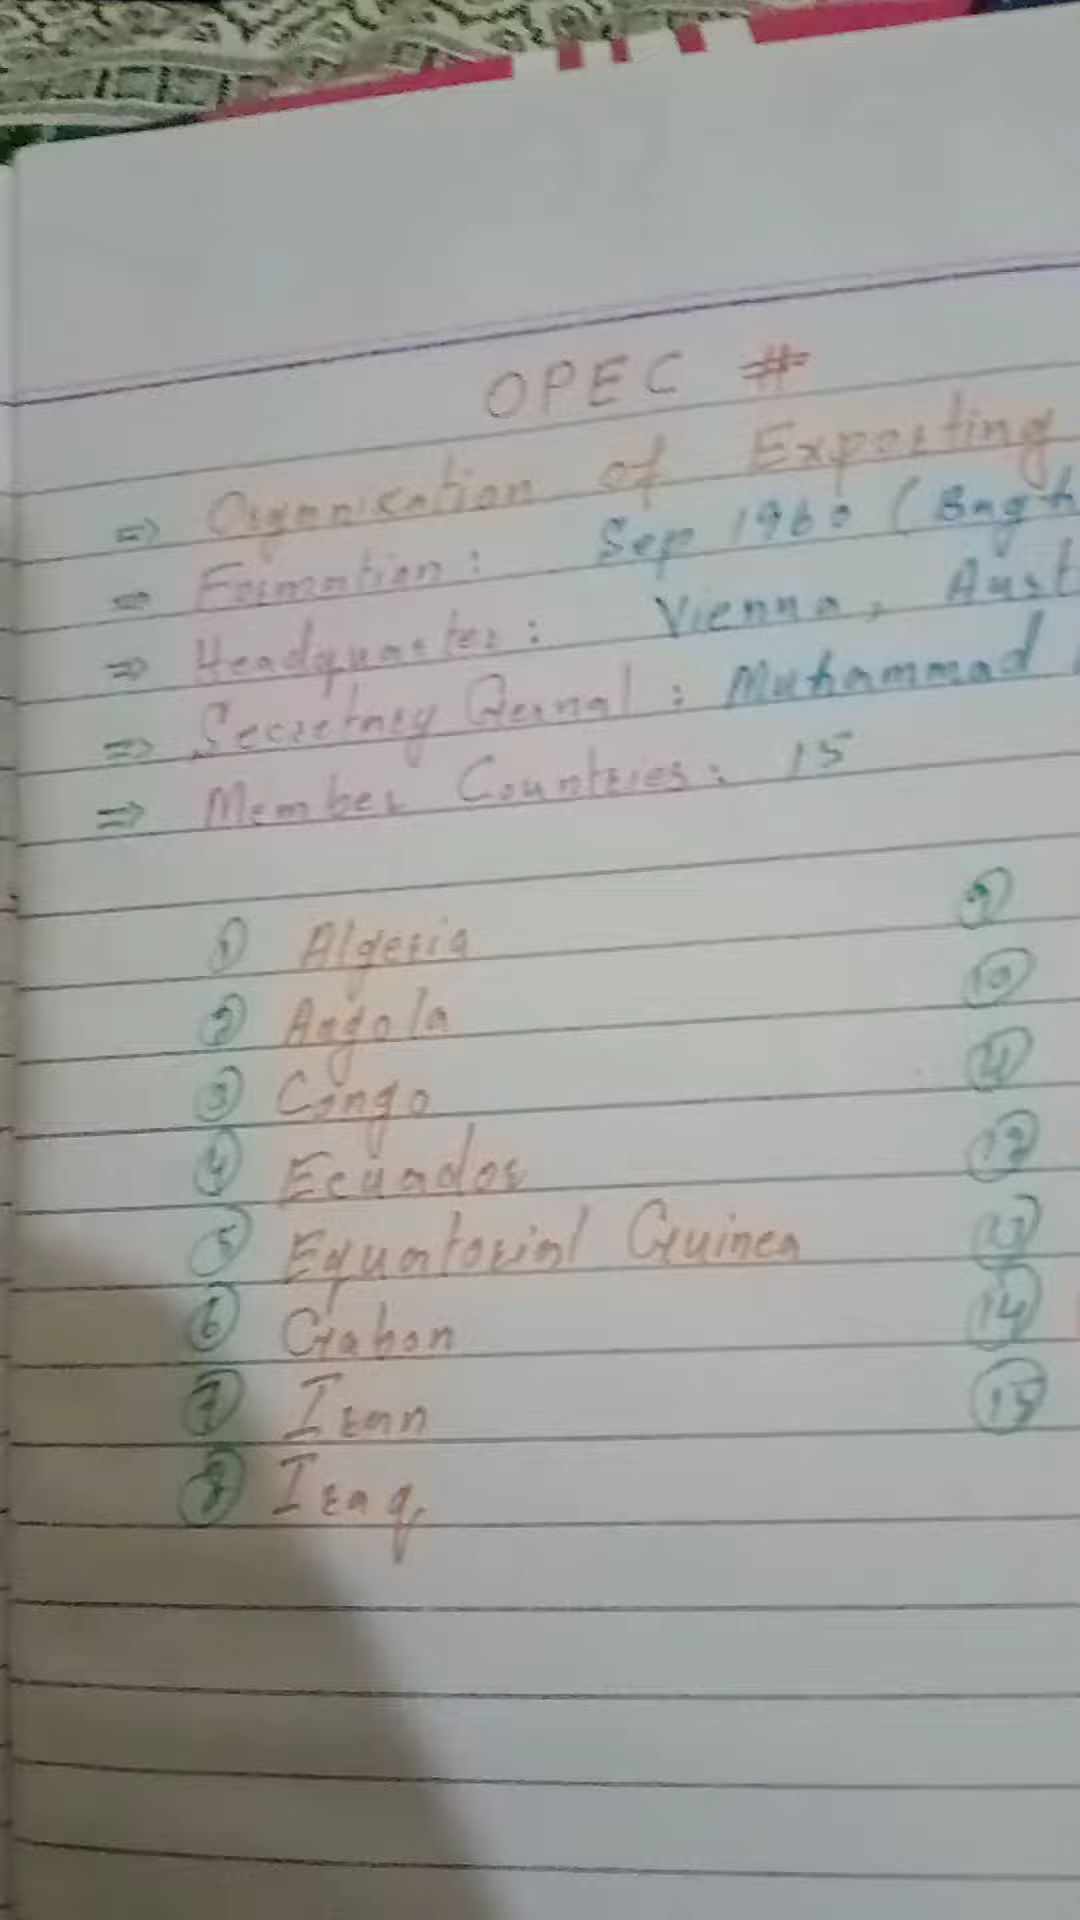 OPEC #
⇒ Organisation of Exporting
⇒ Formation : Sep 1960 (Bagh
⇒ Headquarter : Vienna, Aust
⇒ Secretary Gernal : Muhammad
⇒ Member Countries : 15
① Algeria ⑨
② Angola ⑩
③ Congo ⑪
④ Ecuador ⑫
⑤ Equatorial Guinea ⑬
⑥ Gabon ⑭
⑦ Iran ⑮
⑧ Iraq